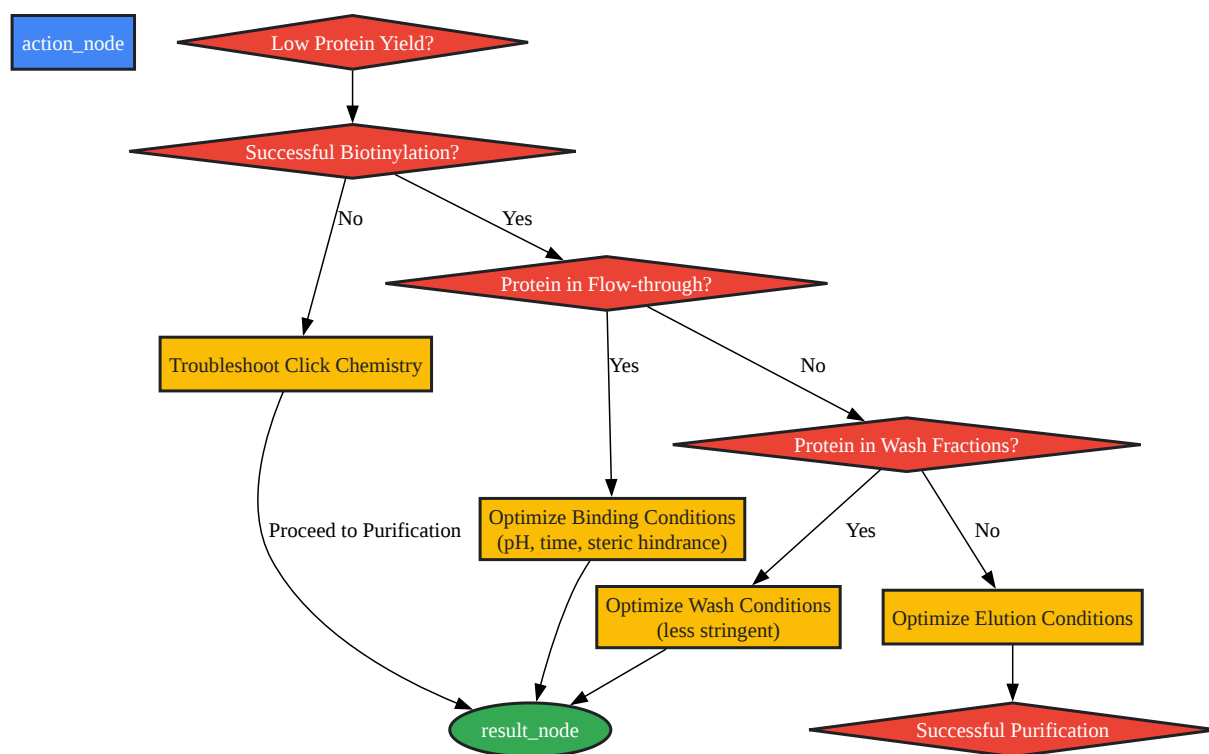 action_node
Low Protein Yield?
Successful Biotinylation?
No
Yes
Protein in Flow-through?
Troubleshoot Click Chemistry
Yes
No
Protein in Wash Fractions?
Proceed to Purification
Optimize Binding Conditions
(pH, time, steric hindrance)
Yes
No
Optimize Wash Conditions
(less stringent)
Optimize Elution Conditions
result_node
Successful Purification